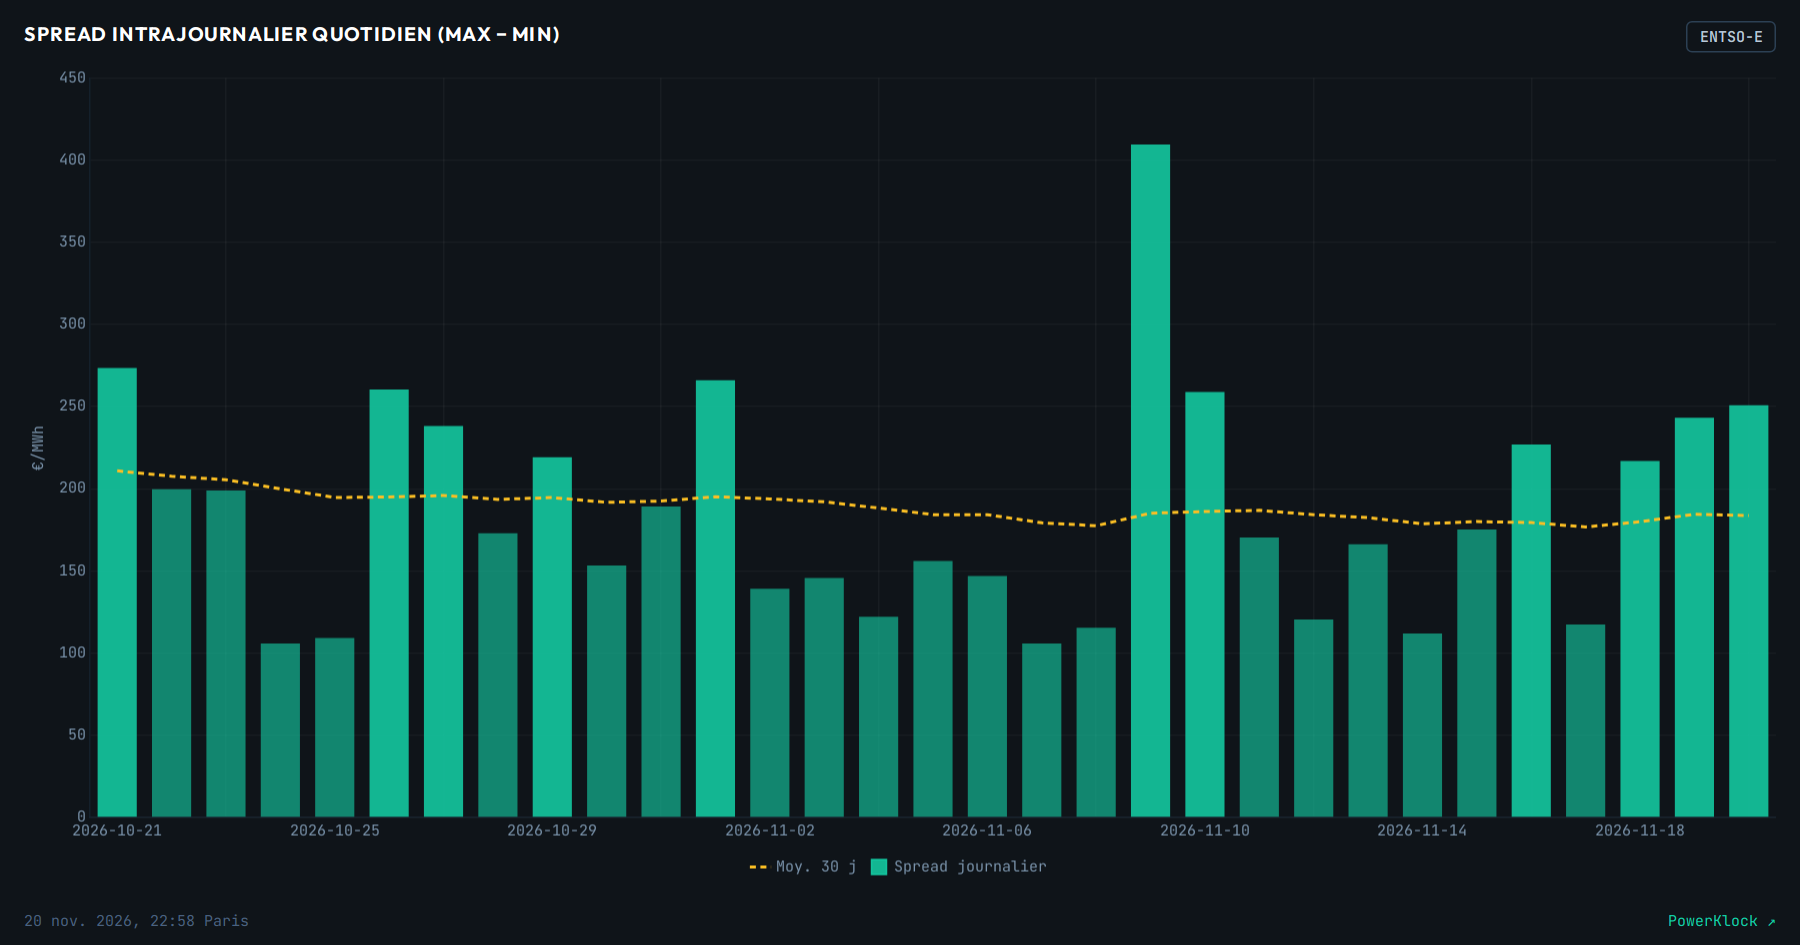 SPREAD INTRAJOURNALIER QUOTIDIEN (MAX – MIN)
ENTSO-E
450
400
350
300
250
200
150
100
50
0
€/MWh
2026-10-21
2026-10-25
2026-10-29
2026-11-02
2026-11-06
2026-11-10
2026-11-14
2026-11-18
Moy. 30 j
Spread journalier
20 nov. 2026, 22:58 Paris
PowerKlock ↗